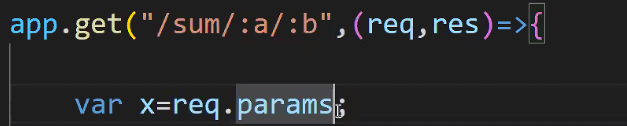 app.get("/sum/:a/:b",(req,res)=>{
var x=req.params;